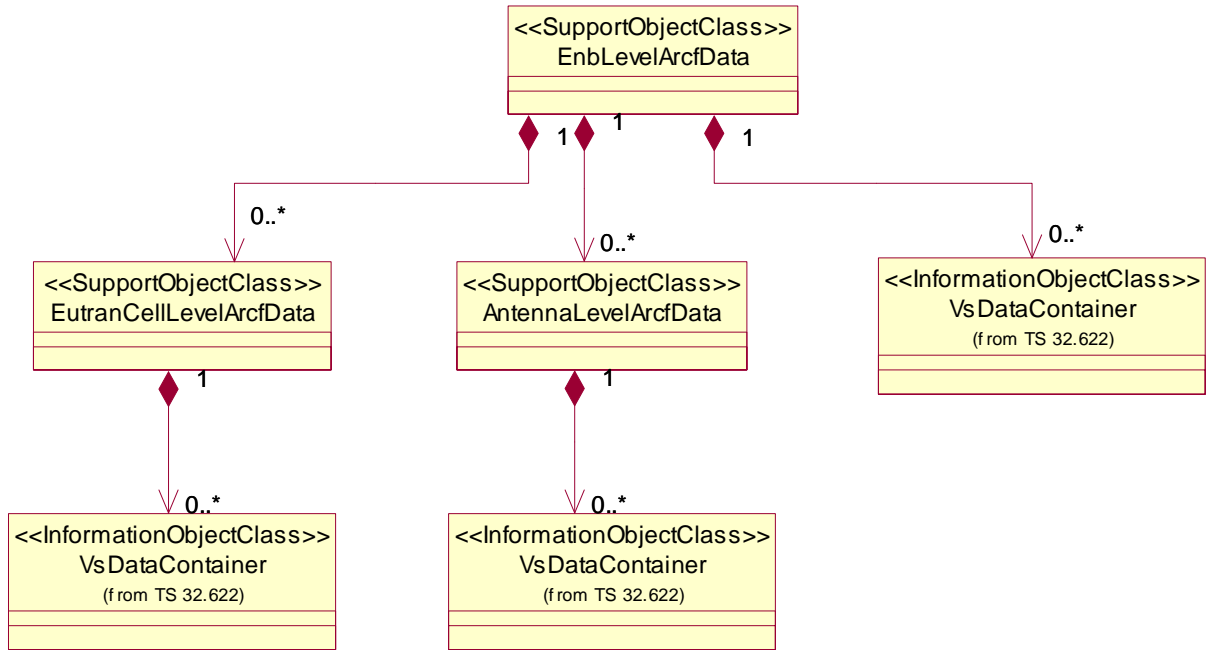 <<SupportObjectClass>>
EnbLevelArcfData
1
1
1
0..*
0..*
0..*
<<SupportObjectClass>>
EutranCellLevelArcfData
<<SupportObjectClass>>
AntennaLevelArcfData
<<InformationObjectClass>>
VsDataContainer
(from TS 32.622)
1
1
0..*
0..*
<<InformationObjectClass>>
VsDataContainer
(from TS 32.622)
<<InformationObjectClass>>
VsDataContainer
(from TS 32.622)